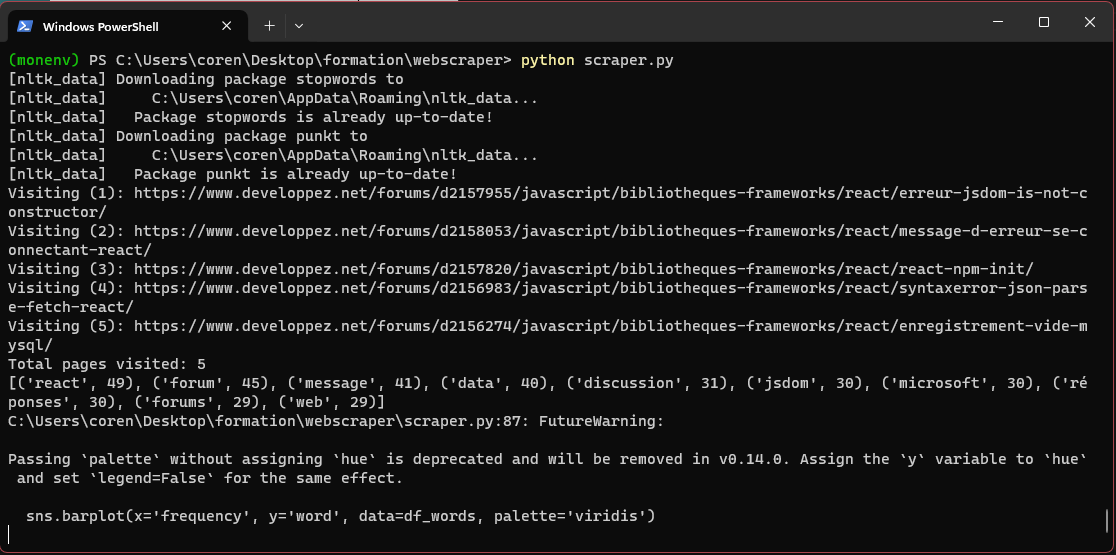 Windows PowerShell
(monenv) PS C:\Users\coren\Desktop\formation\webscraper> python scraper.py
[nltk_data] Downloading package stopwords to
[nltk_data]     C:\Users\coren\AppData\Roaming\nltk_data...
[nltk_data]   Package stopwords is already up-to-date!
[nltk_data] Downloading package punkt to
[nltk_data]     C:\Users\coren\AppData\Roaming\nltk_data...
[nltk_data]   Package punkt is already up-to-date!
Visiting (1): https://www.developpez.net/forums/d2157955/javascript/bibliotheques-frameworks/react/erreur-jsdom-is-not-c
onstructor/
Visiting (2): https://www.developpez.net/forums/d2158053/javascript/bibliotheques-frameworks/react/message-d-erreur-se-c
onnectant-react/
Visiting (3): https://www.developpez.net/forums/d2157820/javascript/bibliotheques-frameworks/react/react-npm-init/
Visiting (4): https://www.developpez.net/forums/d2156983/javascript/bibliotheques-frameworks/react/syntaxerror-json-pars
e-fetch-react/
Visiting (5): https://www.developpez.net/forums/d2156274/javascript/bibliotheques-frameworks/react/enregistrement-vide-m
ysql/
Total pages visited: 5
[('react', 49), ('forum', 45), ('message', 41), ('data', 40), ('discussion', 31), ('jsdom', 30), ('microsoft', 30), ('ré
ponses', 30), ('forums', 29), ('web', 29)]
C:\Users\coren\Desktop\formation\webscraper\scraper.py:87: FutureWarning:
Passing `palette` without assigning `hue` is deprecated and will be removed in v0.14.0. Assign the `y` variable to `hue`
 and set `legend=False` for the same effect.
  sns.barplot(x='frequency', y='word', data=df_words, palette='viridis')